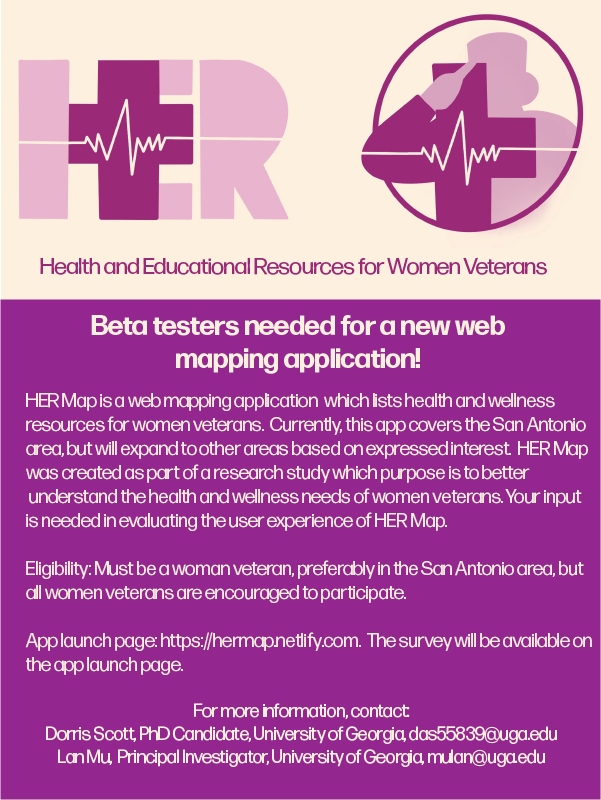 HER
Health and Educational Resources for Women Veterans
Beta testers needed for a new web
mapping application!
HER Map is a web mapping application which lists health and wellness
resources for women veterans. Currently, this app covers the San Antonio
area, but will expand to other areas based on expressed interest. HER Map
was created as part of a research study which purpose is to better
understand the health and wellness needs of women veterans. Your input
is needed in evaluating the user experience of HER Map.
Eligibility: Must be a woman veteran, preferably in the San Antonio area, but
all women veterans are encouraged to participate.
App launch page: https://hermap.netlify.com. The survey will be available on
the app launch page.
For more information, contact:
Dorris Scott, PhD Candidate, University of Georgia, das55839@uga.edu
Lan Mu, Principal Investigator, University of Georgia, mulan@uga.edu